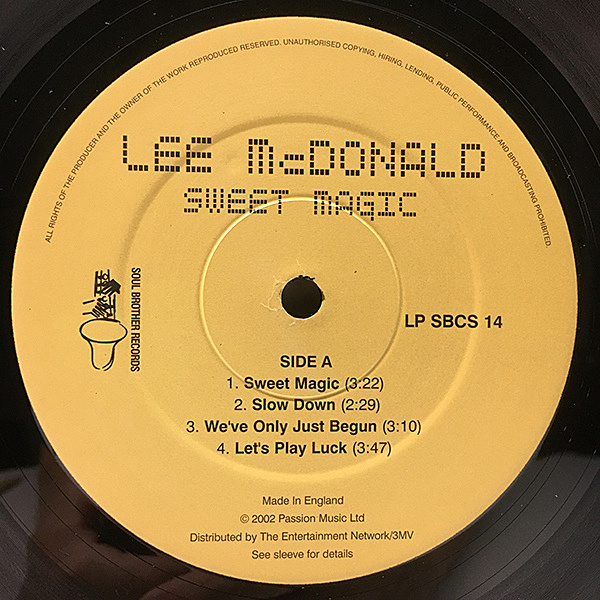 ALL RIGHTS OF THE PRODUCER AND THE OWNER OF THE WORK REPRODUCED RESERVED. UNAUTHORISED COPYING, HIRING, LENDING, PUBLIC PERFORMANCE AND BROADCASTING PROHIBITED.
LEE McDONALD
SWEET MAGIC
SOUL BROTHER RECORDS
LP SBCS 14
SIDE A
1. Sweet Magic (3:22)
2. Slow Down (2:29)
3. We've Only Just Begun (3:10)
4. Let's Play Luck (3:47)
Made In England
© 2002 Passion Music Ltd
Distributed by The Entertainment Network/3MV
See sleeve for details